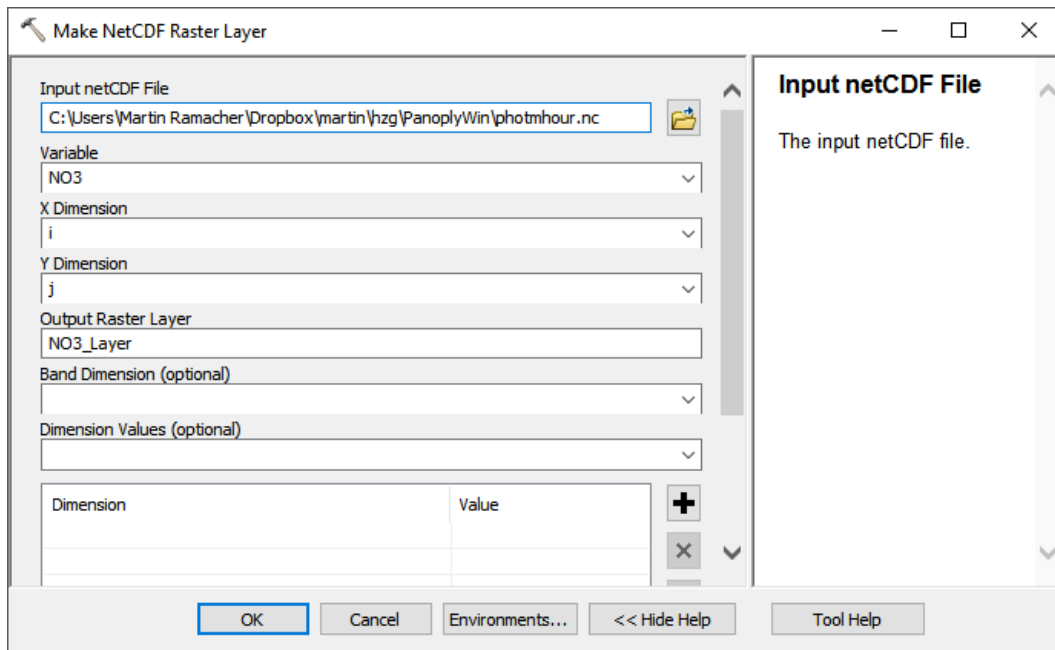 Make NetCDF Raster Layer
Input netCDF File
C:\Users\Martin Ramacher\Dropbox\martin\hzg\PanoplyWin\photmhour.nc
Variable
NO3
X Dimension
i
Y Dimension
j
Output Raster Layer
NO3_Layer
Band Dimension (optional)
Dimension Values (optional)
Dimension Value
OK Cancel Environments... << Hide Help Tool Help
Input netCDF File
The input netCDF file.